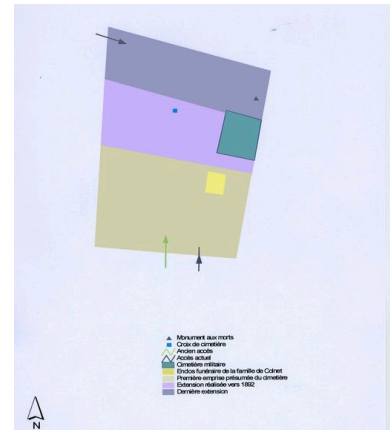 Monument aux morts
Croix de cimetière
Ancien accès
Accès actuel
Cimetière militaire
Enclos funéraire de la famille de Colnet
Première emprise présumée du cimetière
Extension réalisée vers 1892
Dernière extension
N